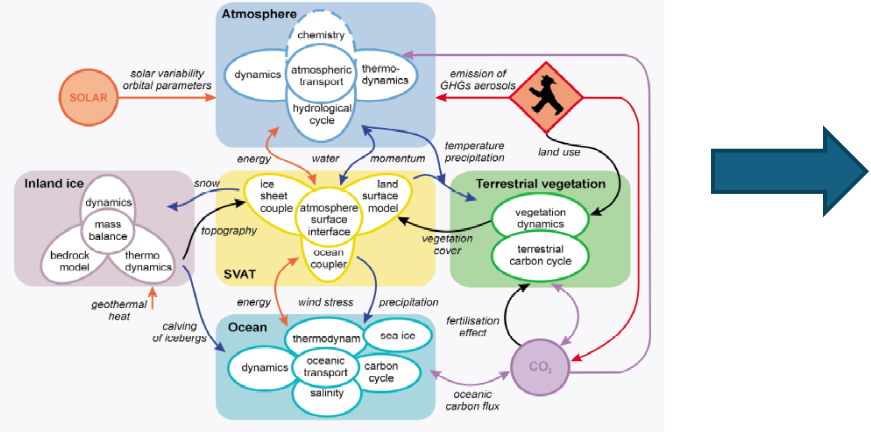 Atmosphere
chemistry
dynamics
atmospheric
transport
thermo-
dynamics
hydrological
cycle
SOLAR
solar variability
orbital parameters
emission of
GHGs aerosols
land use
energy
water
momentum
temperature
precipitation
Inland ice
dynamics
mass
balance
bedrock
model
thermo
dynamics
snow
topography
geothermal
heat
calving
of icebergs
ice
sheet
couple
atmosphere
surface
interface
land
surface
model
ocean
coupler
SVAT
vegetation
cover
Terrestrial vegetation
vegetation
dynamics
terrestrial
carbon cycle
energy
wind stress
precipitation
Ocean
thermodynam
sea ice
dynamics
oceanic
transport
carbon
cycle
salinity
fertilisation
effect
oceanic
carbon flux
CO₂